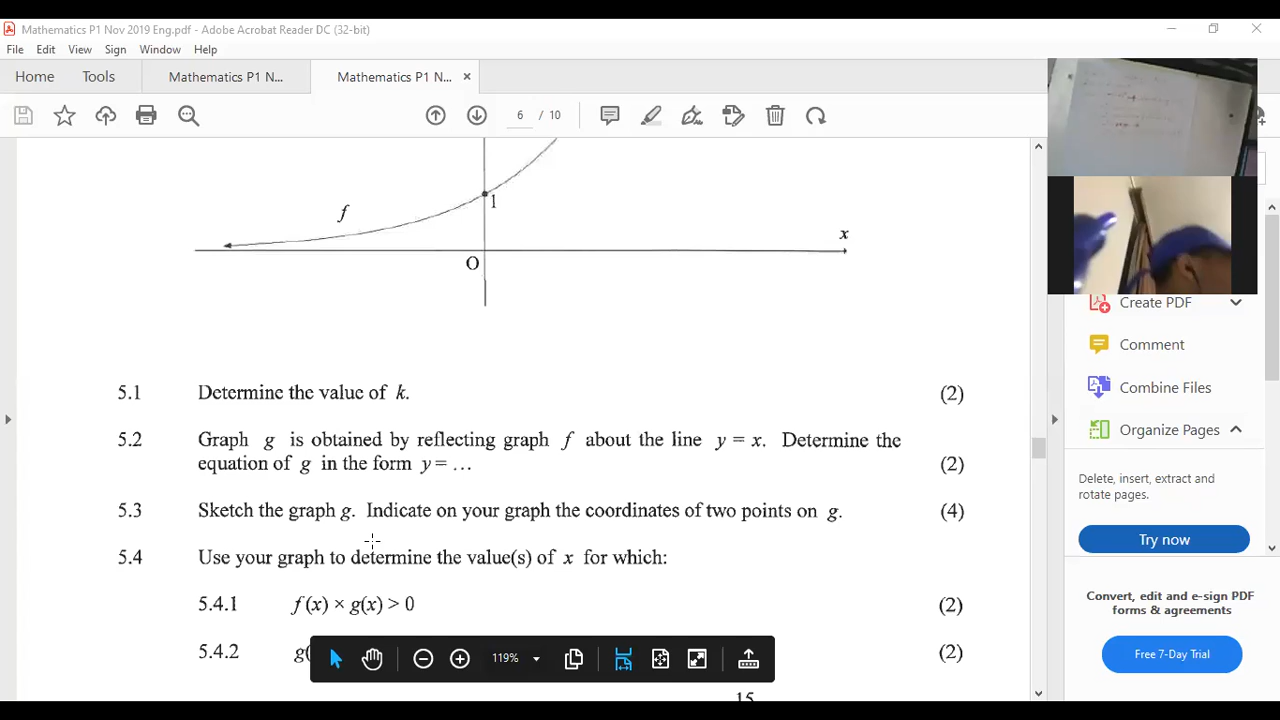 Mathematics P1 Nov 2019 Eng.pdf - Adobe Acrobat Reader DC (32-bit)
File Edit View Sign Window Help
Home Tools Mathematics P1 N... Mathematics P1 N... ×
6 / 10
f
1
x
O
5.1 Determine the value of k. (2)
5.2 Graph g is obtained by reflecting graph f about the line y = x. Determine the
equation of g in the form y = … (2)
5.3 Sketch the graph g. Indicate on your graph the coordinates of two points on g. (4)
5.4 Use your graph to determine the value(s) of x for which:
5.4.1 f(x) × g(x) > 0 (2)
5.4.2 g( (2)
119%
Create PDF
Comment
Combine Files
Organize Pages
Delete, insert, extract and
rotate pages.
Try now
Convert, edit and e-sign PDF
forms & agreements
Free 7-Day Trial